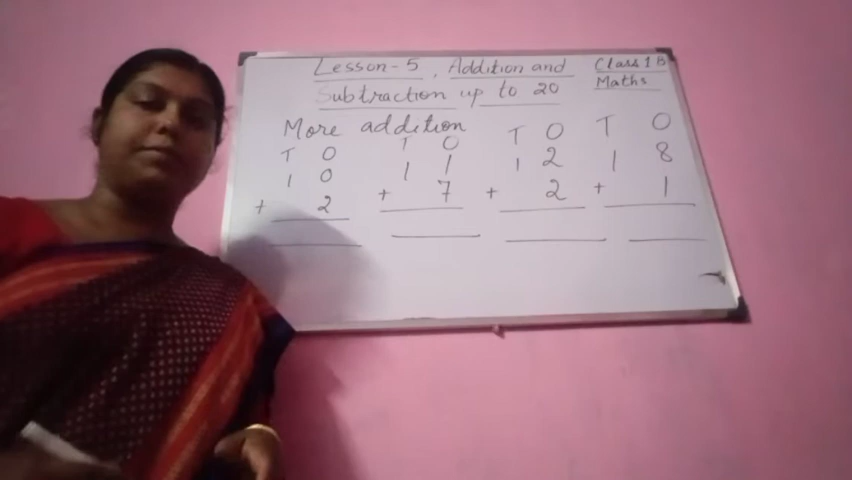 Lesson-5, Addition and
Subtraction up to 20
Class 1 B
Maths
More addition
T O
1 0
+ 2
T O
1 1
+ 7
T O
1 2
+ 2
T O
1 8
+ 1